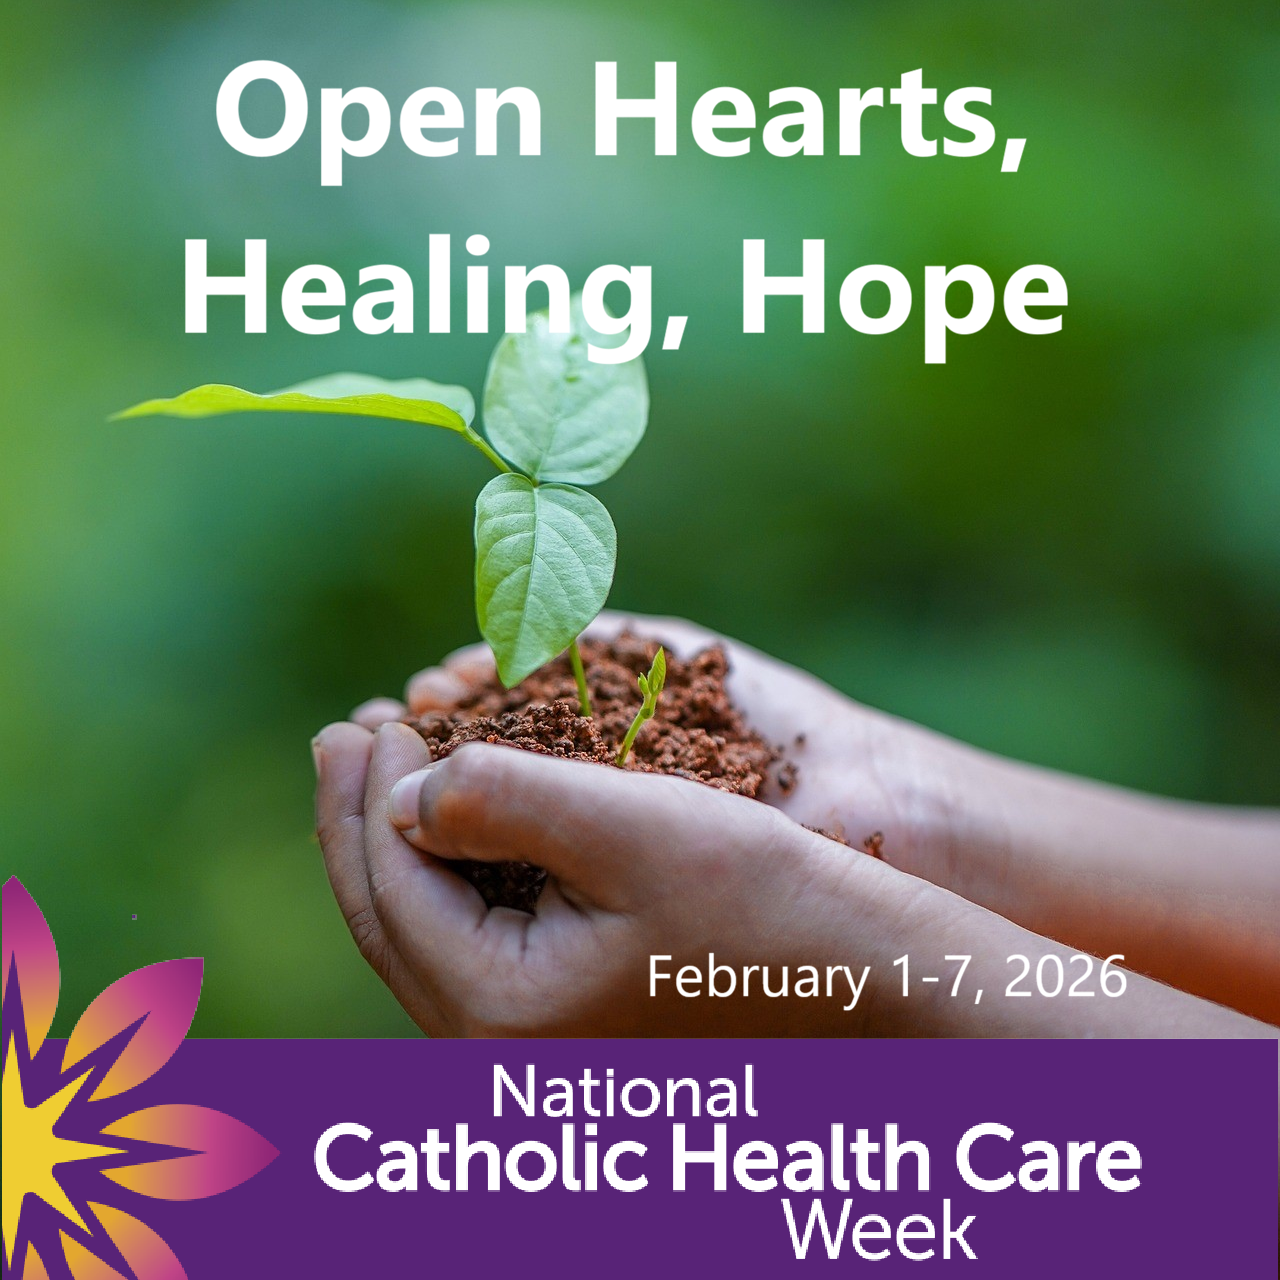 Open Hearts,
Healing, Hope
February 1-7, 2026
National
Catholic Health Care
Week